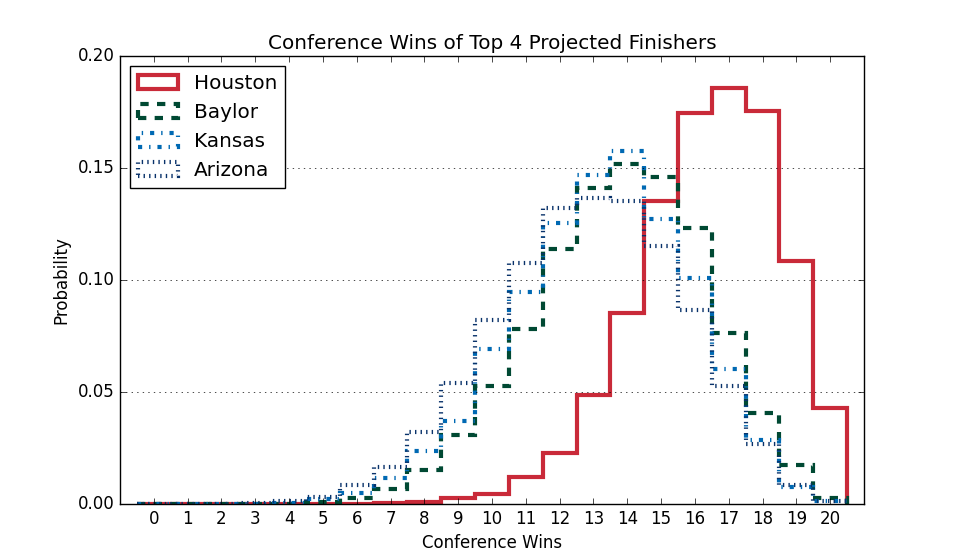 Conference Wins of Top 4 Projected Finishers
0.20
Houston
Baylor
Kansas
Arizona
0.15
0.10
0.05
0.00
Probability
0 1 2 3 4 5 6 7 8 9 10 11 12 13 14 15 16 17 18 19 20
Conference Wins